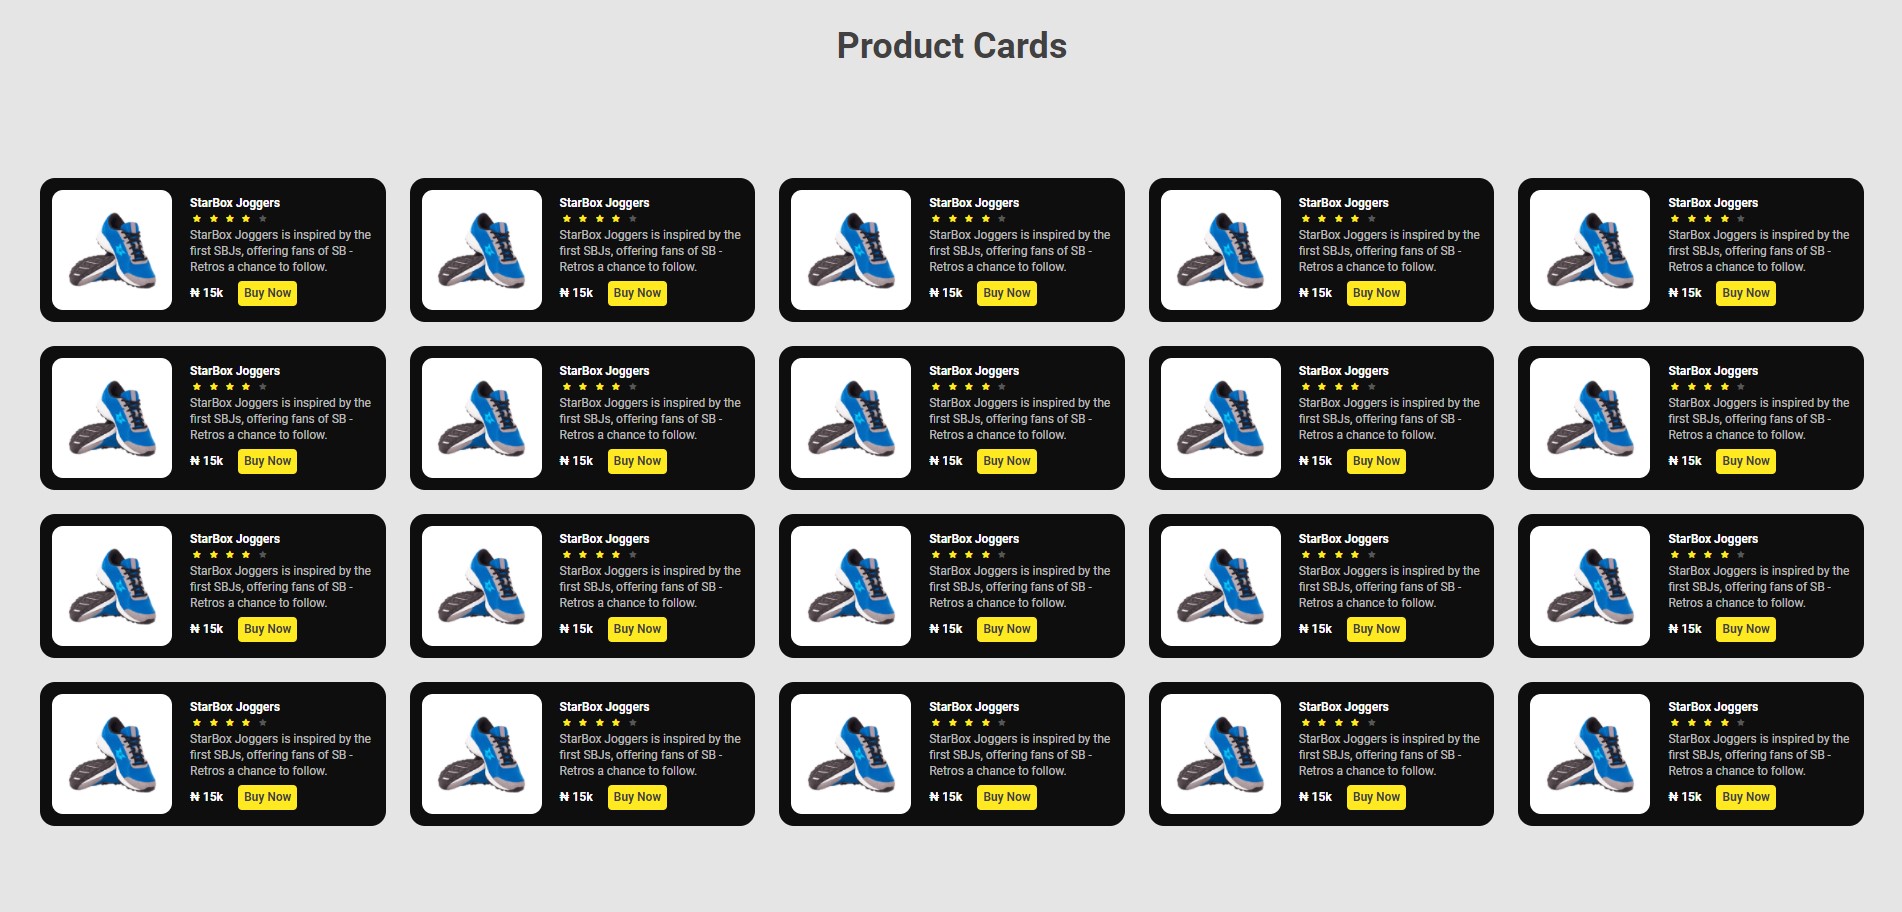 Product Cards
StarBox Joggers
StarBox Joggers is inspired by the
first SBJs, offering fans of SB -
Retros a chance to follow.
₦ 15k Buy Now
StarBox Joggers
StarBox Joggers is inspired by the
first SBJs, offering fans of SB -
Retros a chance to follow.
₦ 15k Buy Now
StarBox Joggers
StarBox Joggers is inspired by the
first SBJs, offering fans of SB -
Retros a chance to follow.
₦ 15k Buy Now
StarBox Joggers
StarBox Joggers is inspired by the
first SBJs, offering fans of SB -
Retros a chance to follow.
₦ 15k Buy Now
StarBox Joggers
StarBox Joggers is inspired by the
first SBJs, offering fans of SB -
Retros a chance to follow.
₦ 15k Buy Now
StarBox Joggers
StarBox Joggers is inspired by the
first SBJs, offering fans of SB -
Retros a chance to follow.
₦ 15k Buy Now
StarBox Joggers
StarBox Joggers is inspired by the
first SBJs, offering fans of SB -
Retros a chance to follow.
₦ 15k Buy Now
StarBox Joggers
StarBox Joggers is inspired by the
first SBJs, offering fans of SB -
Retros a chance to follow.
₦ 15k Buy Now
StarBox Joggers
StarBox Joggers is inspired by the
first SBJs, offering fans of SB -
Retros a chance to follow.
₦ 15k Buy Now
StarBox Joggers
StarBox Joggers is inspired by the
first SBJs, offering fans of SB -
Retros a chance to follow.
₦ 15k Buy Now
StarBox Joggers
StarBox Joggers is inspired by the
first SBJs, offering fans of SB -
Retros a chance to follow.
₦ 15k Buy Now
StarBox Joggers
StarBox Joggers is inspired by the
first SBJs, offering fans of SB -
Retros a chance to follow.
₦ 15k Buy Now
StarBox Joggers
StarBox Joggers is inspired by the
first SBJs, offering fans of SB -
Retros a chance to follow.
₦ 15k Buy Now
StarBox Joggers
StarBox Joggers is inspired by the
first SBJs, offering fans of SB -
Retros a chance to follow.
₦ 15k Buy Now
StarBox Joggers
StarBox Joggers is inspired by the
first SBJs, offering fans of SB -
Retros a chance to follow.
₦ 15k Buy Now
StarBox Joggers
StarBox Joggers is inspired by the
first SBJs, offering fans of SB -
Retros a chance to follow.
₦ 15k Buy Now
StarBox Joggers
StarBox Joggers is inspired by the
first SBJs, offering fans of SB -
Retros a chance to follow.
₦ 15k Buy Now
StarBox Joggers
StarBox Joggers is inspired by the
first SBJs, offering fans of SB -
Retros a chance to follow.
₦ 15k Buy Now
StarBox Joggers
StarBox Joggers is inspired by the
first SBJs, offering fans of SB -
Retros a chance to follow.
₦ 15k Buy Now
StarBox Joggers
StarBox Joggers is inspired by the
first SBJs, offering fans of SB -
Retros a chance to follow.
₦ 15k Buy Now